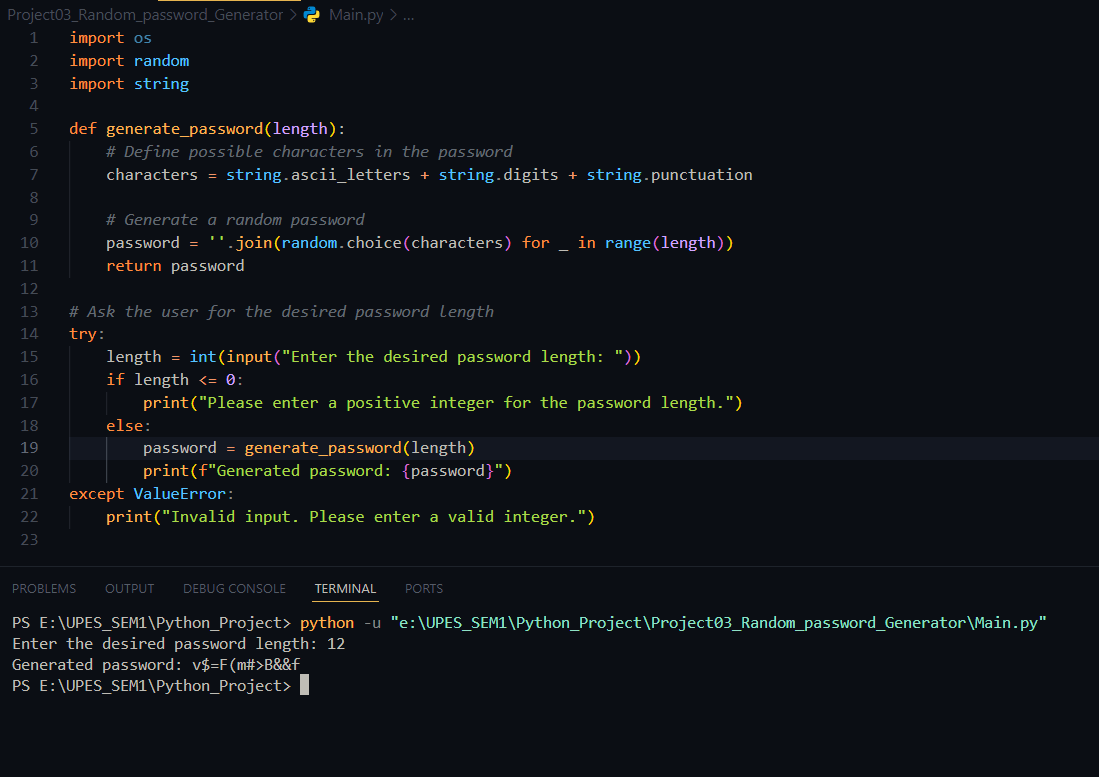 Project03_Random_password_Generator > Main.py > ...
1 import os
2 import random
3 import string
4
5 def generate_password(length):
6     # Define possible characters in the password
7     characters = string.ascii_letters + string.digits + string.punctuation
8
9     # Generate a random password
10     password = ''.join(random.choice(characters) for _ in range(length))
11     return password
12
13 # Ask the user for the desired password length
14 try:
15     length = int(input("Enter the desired password length: "))
16     if length <= 0:
17         print("Please enter a positive integer for the password length.")
18     else:
19         password = generate_password(length)
20         print(f"Generated password: {password}")
21 except ValueError:
22     print("Invalid input. Please enter a valid integer.")
23
PROBLEMS OUTPUT DEBUG CONSOLE TERMINAL PORTS
PS E:\UPES_SEM1\Python_Project> python -u "e:\UPES_SEM1\Python_Project\Project03_Random_password_Generator\Main.py"
Enter the desired password length: 12
Generated password: v$=F(m#>B&&f
PS E:\UPES_SEM1\Python_Project>